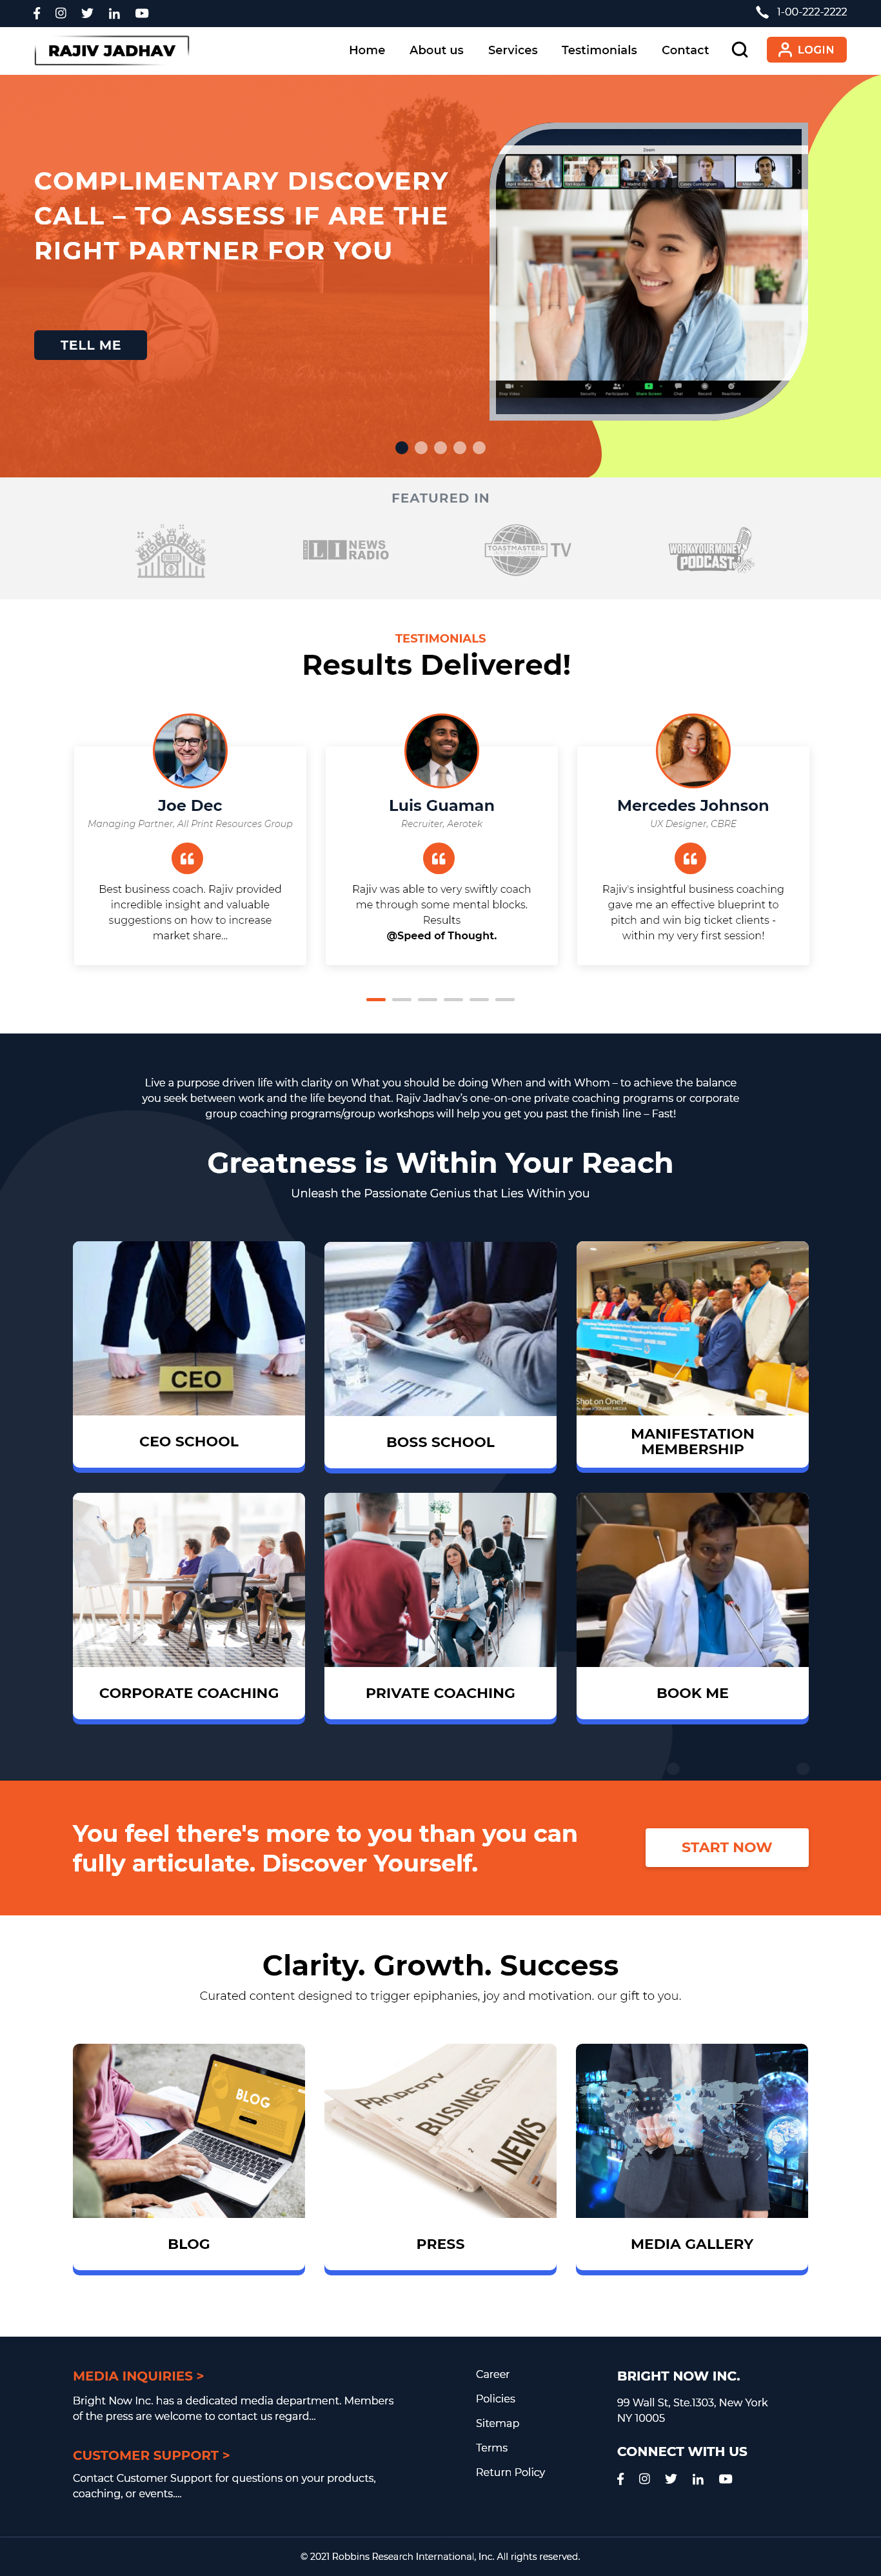 1-00-222-2222
RAJIV JADHAV
Home
About us
Services
Testimonials
Contact
LOGIN
COMPLIMENTARY DISCOVERY
CALL – TO ASSESS IF ARE THE
RIGHT PARTNER FOR YOU
TELL ME
Zoom
Security
Participants
Share Screen
Chat
Record
Reactions
FEATURED IN
LI NEWS
RADIO
TOASTMASTERS
TV
WORK YOUR MONEY
PODCAST
TESTIMONIALS
Results Delivered!
Joe Dec
Managing Partner, All Print Resources Group
Best business coach. Rajiv provided
incredible insight and valuable
suggestions on how to increase
market share...
Luis Guaman
Recruiter, Aerotek
Rajiv was able to very swiftly coach
me through some mental blocks.
Results
@Speed of Thought.
Mercedes Johnson
UX Designer, CBRE
Rajiv's insightful business coaching
gave me an effective blueprint to
pitch and win big ticket clients -
within my very first session!
Live a purpose driven life with clarity on What you should be doing When and with Whom – to achieve the balance
you seek between work and the life beyond that. Rajiv Jadhav's one-on-one private coaching programs or corporate
group coaching programs/group workshops will help you get you past the finish line – Fast!
Greatness is Within Your Reach
Unleash the Passionate Genius that Lies Within you
CEO
CEO SCHOOL
BOSS SCHOOL
Shot on OneP
MANIFESTATION
MEMBERSHIP
CORPORATE COACHING
PRIVATE COACHING
BOOK ME
You feel there's more to you than you can
fully articulate. Discover Yourself.
START NOW
Clarity. Growth. Success
Curated content designed to trigger epiphanies, joy and motivation. our gift to you.
BLOG
BLOG
PROPERTY
BUSINESS
NEWS
PRESS
MEDIA GALLERY
MEDIA INQUIRIES >
Bright Now Inc. has a dedicated media department. Members
of the press are welcome to contact us regard...
CUSTOMER SUPPORT >
Contact Customer Support for questions on your products,
coaching, or events....
Career
Policies
Sitemap
Terms
Return Policy
BRIGHT NOW INC.
99 Wall St, Ste.1303, New York
NY 10005
CONNECT WITH US
© 2021 Robbins Research International, Inc. All rights reserved.